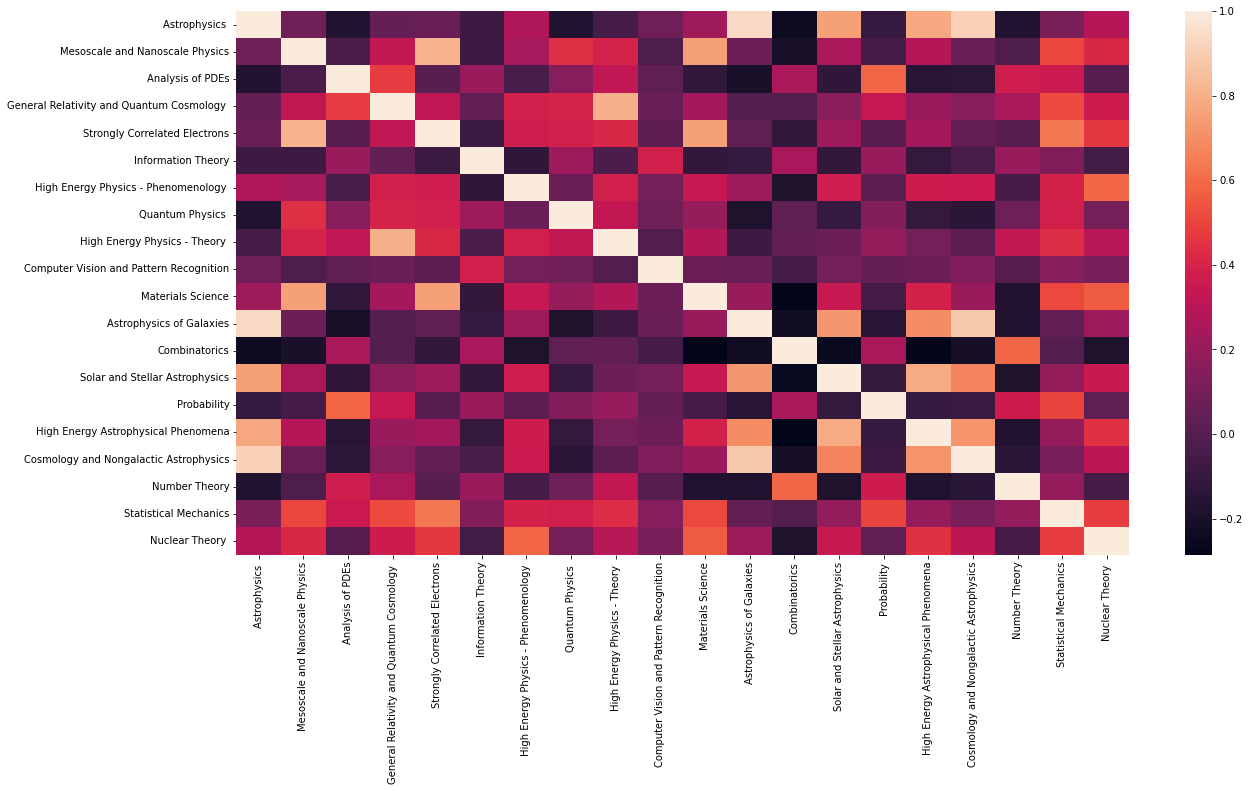 Astrophysics
Mesoscale and Nanoscale Physics
Analysis of PDEs
General Relativity and Quantum Cosmology
Strongly Correlated Electrons
Information Theory
High Energy Physics - Phenomenology
Quantum Physics
High Energy Physics - Theory
Computer Vision and Pattern Recognition
Materials Science
Astrophysics of Galaxies
Combinatorics
Solar and Stellar Astrophysics
Probability
High Energy Astrophysical Phenomena
Cosmology and Nongalactic Astrophysics
Number Theory
Statistical Mechanics
Nuclear Theory
Astrophysics
Mesoscale and Nanoscale Physics
Analysis of PDEs
General Relativity and Quantum Cosmology
Strongly Correlated Electrons
Information Theory
High Energy Physics - Phenomenology
Quantum Physics
High Energy Physics - Theory
Computer Vision and Pattern Recognition
Materials Science
Astrophysics of Galaxies
Combinatorics
Solar and Stellar Astrophysics
Probability
High Energy Astrophysical Phenomena
Cosmology and Nongalactic Astrophysics
Number Theory
Statistical Mechanics
Nuclear Theory
1.0
0.8
0.6
0.4
0.2
0.0
−0.2